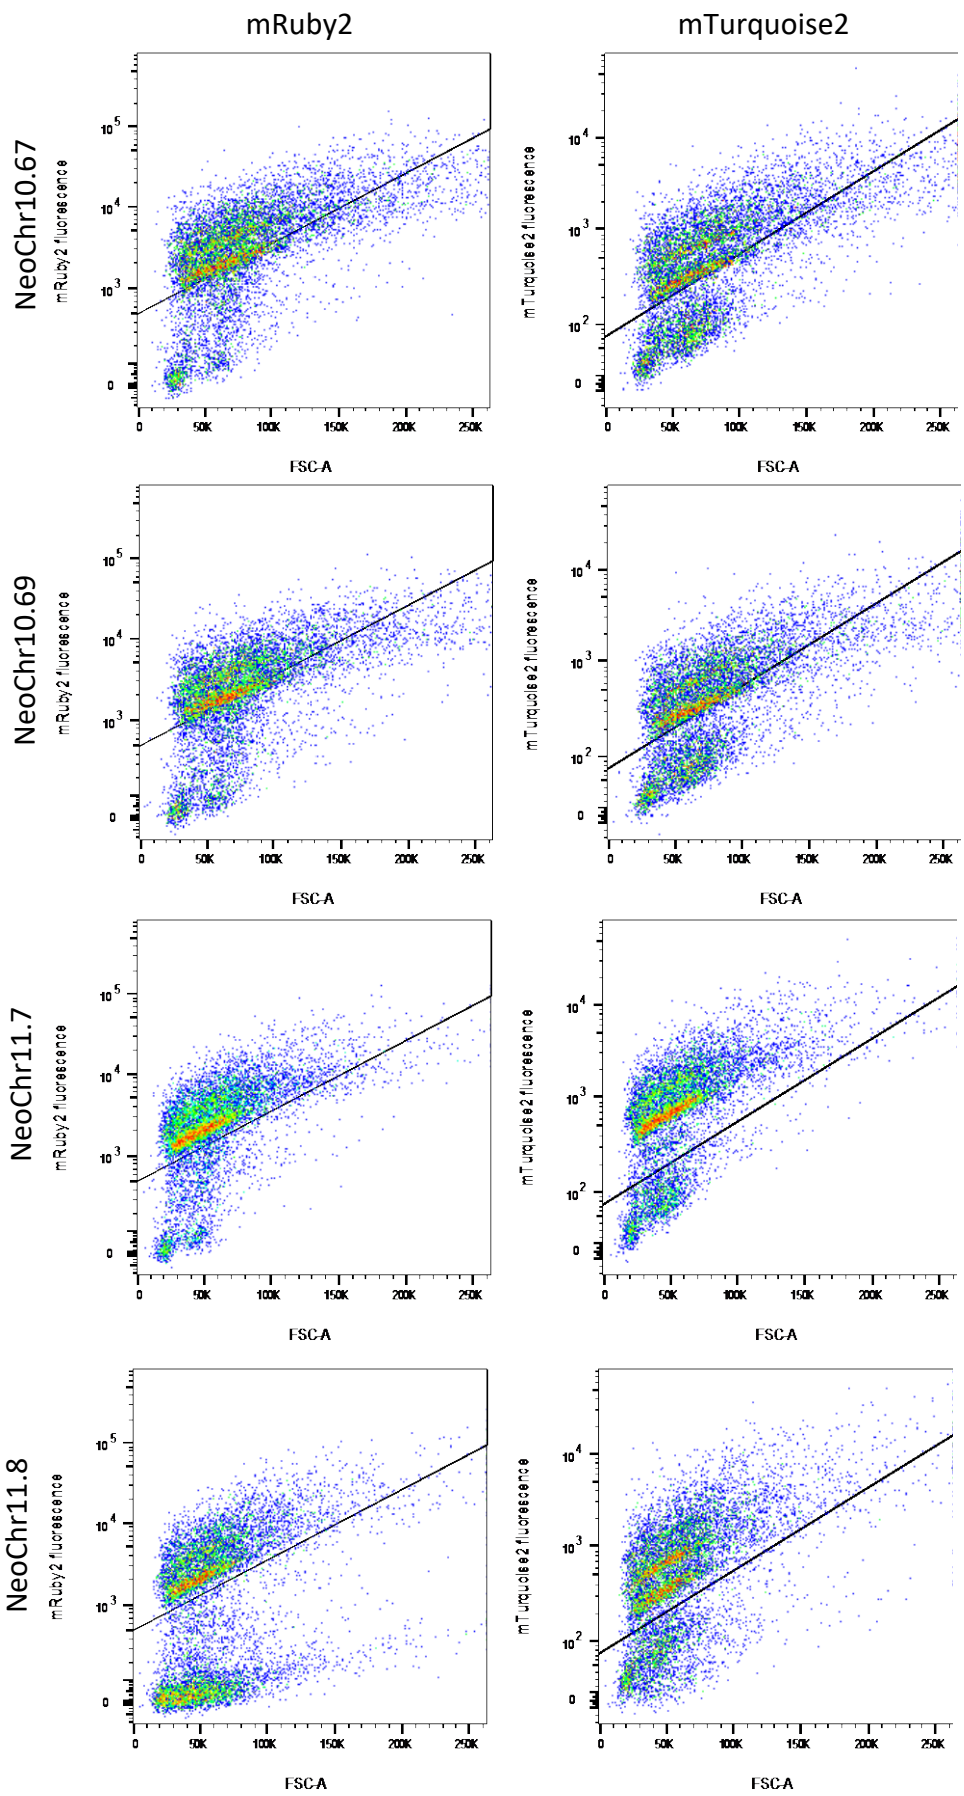 mRuby2 mTurquoise2
NeoChr10.67
mRuby2 fluorescence
10^5
10^4
10^3
0
0 50K 100K 150K 200K 250K
FSC-A
mTurquoise2 fluorescence
10^4
10^3
10^2
0
0 50K 100K 150K 200K 250K
FSC-A
NeoChr10.69
mRuby2 fluorescence
10^5
10^4
10^3
0
0 50K 100K 150K 200K 250K
FSC-A
mTurquoise2 fluorescence
10^4
10^3
10^2
0
0 50K 100K 150K 200K 250K
FSC-A
NeoChr11.7
mRuby2 fluorescence
10^5
10^4
10^3
0
0 50K 100K 150K 200K 250K
FSC-A
mTurquoise2 fluorescence
10^4
10^3
10^2
0
0 50K 100K 150K 200K 250K
FSC-A
NeoChr11.8
mRuby2 fluorescence
10^5
10^4
10^3
0
0 50K 100K 150K 200K 250K
FSC-A
mTurquoise2 fluorescence
10^4
10^3
10^2
0
0 50K 100K 150K 200K 250K
FSC-A